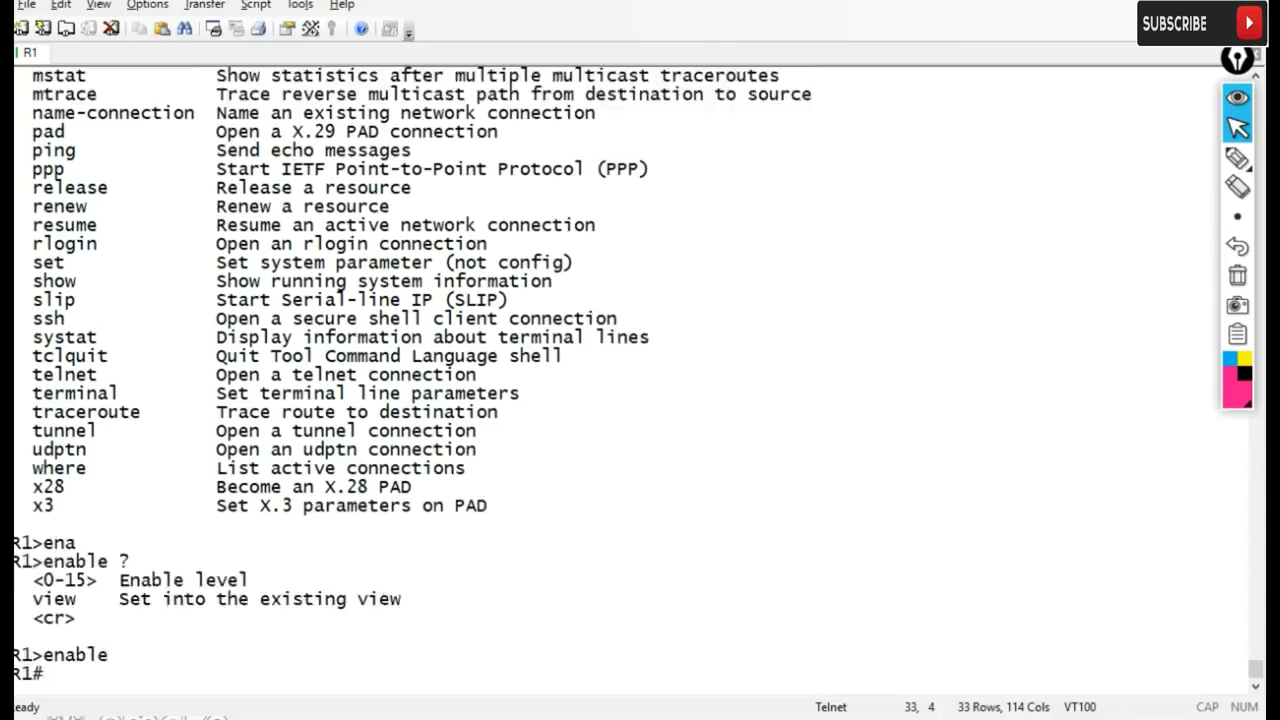 File Edit View Options Transfer Script Tools Help
SUBSCRIBE
R1
mstat Show statistics after multiple multicast traceroutes
mtrace Trace reverse multicast path from destination to source
name-connection Name an existing network connection
pad Open a X.29 PAD connection
ping Send echo messages
ppp Start IETF Point-to-Point Protocol (PPP)
release Release a resource
renew Renew a resource
resume Resume an active network connection
rlogin Open an rlogin connection
set Set system parameter (not config)
show Show running system information
slip Start Serial-line IP (SLIP)
ssh Open a secure shell client connection
systat Display information about terminal lines
tclquit Quit Tool Command Language shell
telnet Open a telnet connection
terminal Set terminal line parameters
traceroute Trace route to destination
tunnel Open a tunnel connection
udptn Open an udptn connection
where List active connections
x28 Become an X.28 PAD
x3 Set X.3 parameters on PAD
R1>ena
R1>enable ?
<0-15> Enable level
view Set into the existing view
<cr>
R1>enable
R1#
eady Telnet 33, 4 33 Rows, 114 Cols VT100 CAP NUM